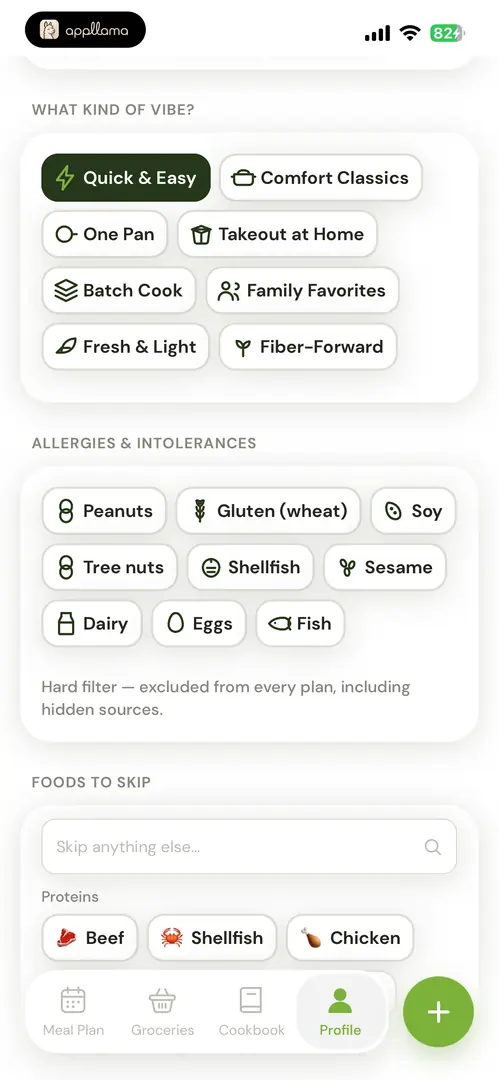 appllama
82
WHAT KIND OF VIBE?
Quick & Easy
Comfort Classics
One Pan
Takeout at Home
Batch Cook
Family Favorites
Fresh & Light
Fiber-Forward
ALLERGIES & INTOLERANCES
Peanuts
Gluten (wheat)
Soy
Tree nuts
Shellfish
Sesame
Dairy
Eggs
Fish
Hard filter — excluded from every plan, including
hidden sources.
FOODS TO SKIP
Skip anything else...
Proteins
Beef
Shellfish
Chicken
Meal Plan
Groceries
Cookbook
Profile